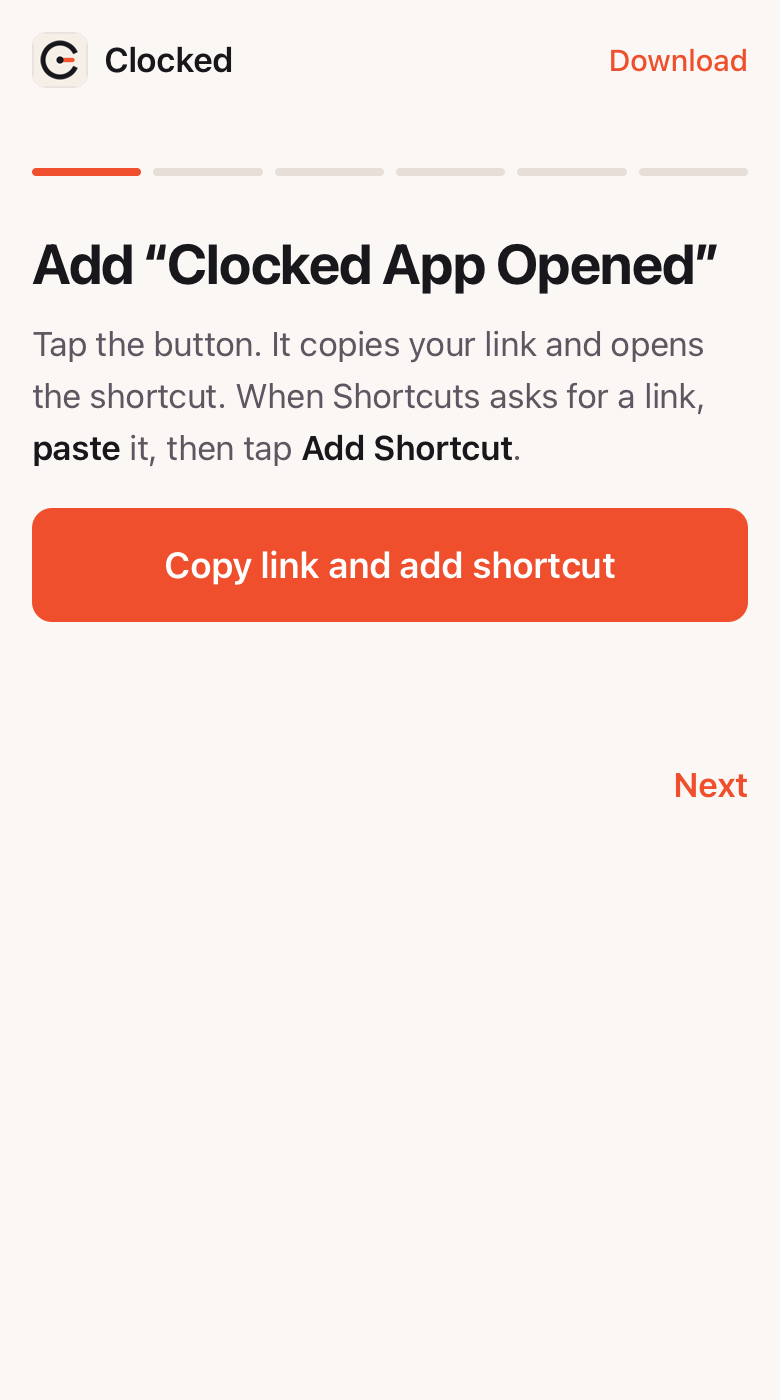 Clocked
Download
Add “Clocked App Opened”
Tap the button. It copies your link and opens
the shortcut. When Shortcuts asks for a link,
paste it, then tap Add Shortcut.
Copy link and add shortcut
Next